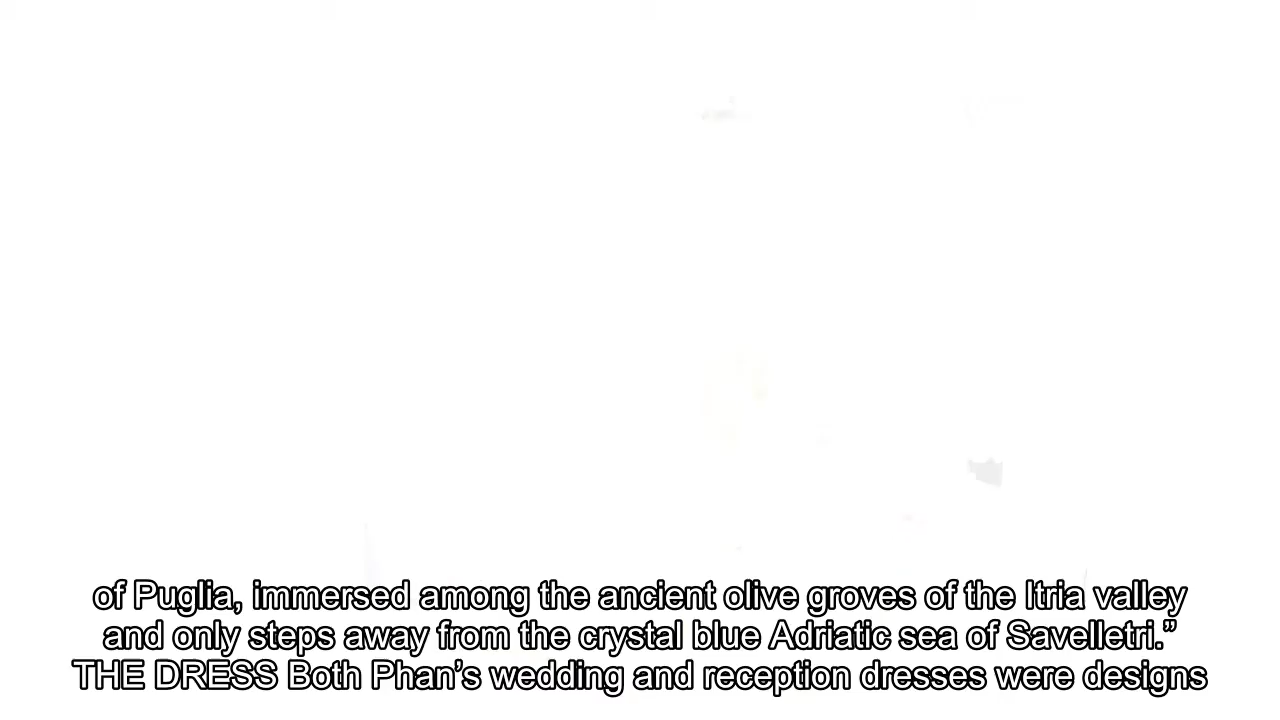 of Puglia, immersed among the ancient olive groves of the Itria valley
and only steps away from the crystal blue Adriatic sea of Savelletri.”
THE DRESS Both Phan’s wedding and reception dresses were designs